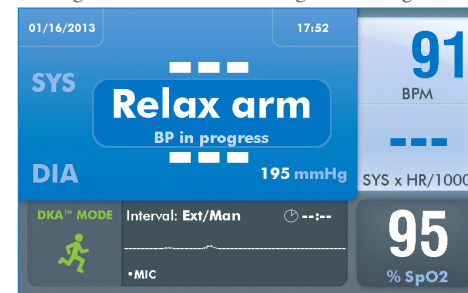 01/16/2013
17:52
SYS
--- 
Relax arm
BP in progress
---
DIA
195 mmHg
91
BPM
---
SYS x HR/1000
DKA™ MODE
Interval: Ext/Man
--:--
•MIC
95
% SpO2